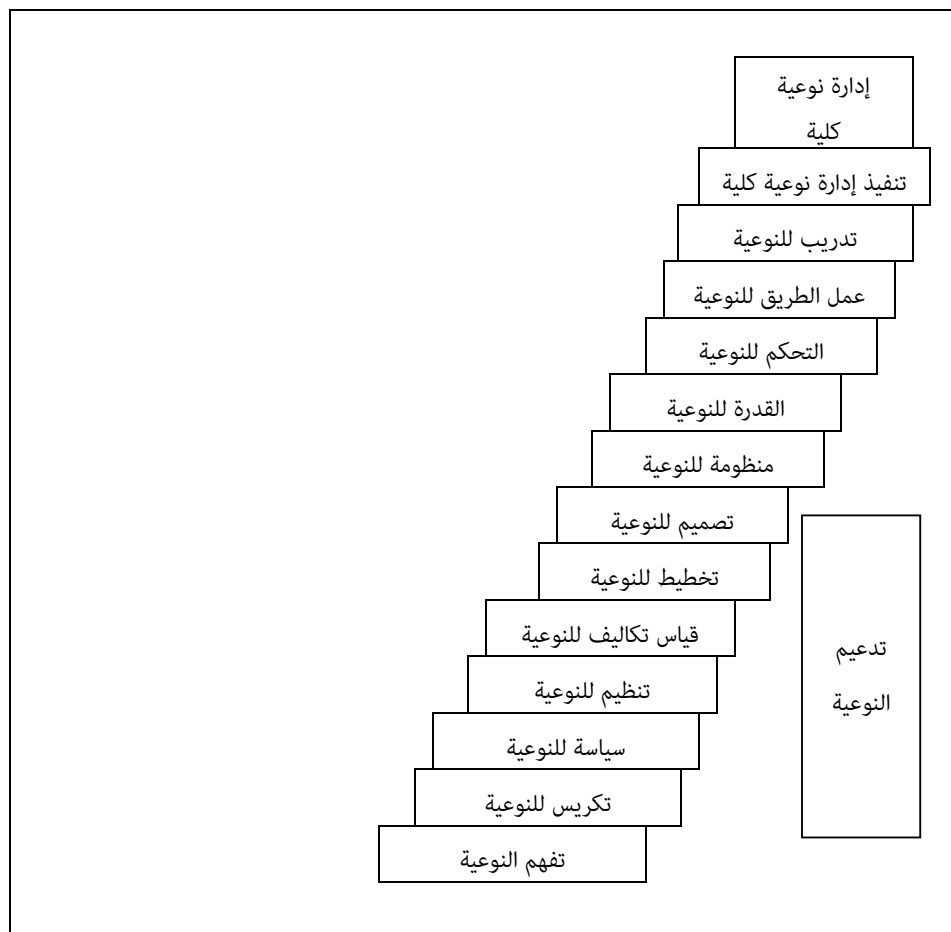 إدارة نوعية
كلية
تنفيذ إدارة نوعية كلية
تدريب للنوعية
عمل الطريق للنوعية
التحكم للنوعية
القدرة للنوعية
منظومة للنوعية
تصميم للنوعية
تخطيط للنوعية
قياس تكاليف للنوعية
تنظيم للنوعية
سياسة للنوعية
تكريس للنوعية
تفهم النوعية
تدعيم
النوعية